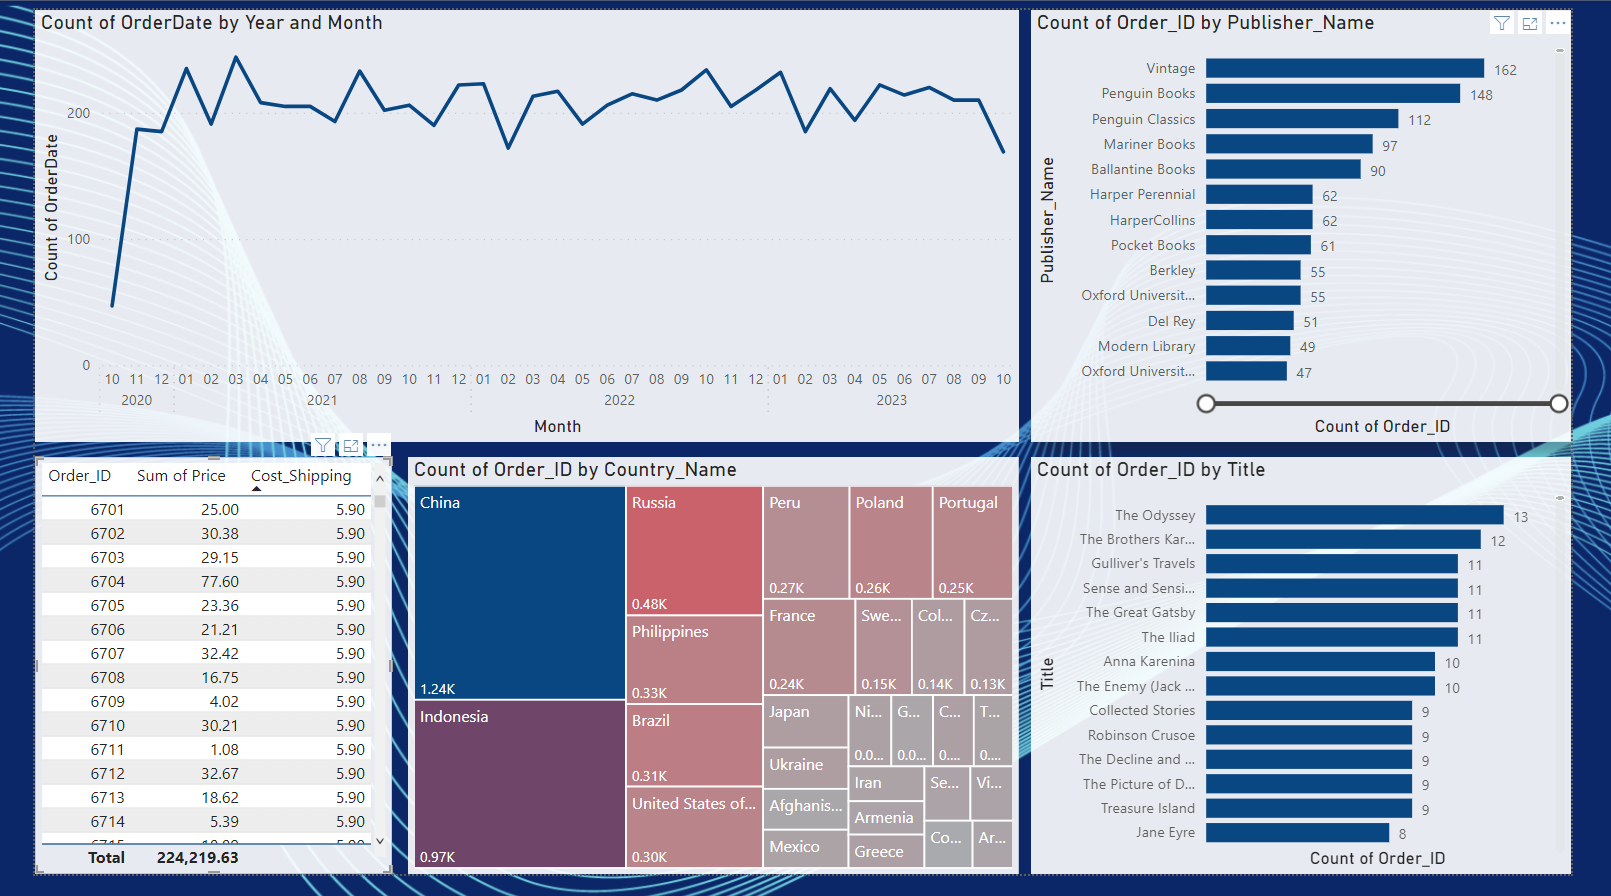 Count of OrderDate by Year and Month
Count of OrderDate
200
100
0
10 11 12 01 02 03 04 05 06 07 08 09 10 11 12 01 02 03 04 05 06 07 08 09 10 11 12 01 02 03 04 05 06 07 08 09 10
2020 2021 2022 2023
Month
Count of Order_ID by Publisher_Name
Publisher_Name
Vintage 162
Penguin Books 148
Penguin Classics 112
Mariner Books 97
Ballantine Books 90
Harper Perennial 62
HarperCollins 62
Pocket Books 61
Berkley 55
Oxford Universit... 55
Del Rey 51
Modern Library 49
Oxford Universit... 47
Count of Order_ID
Order_ID Sum of Price Cost_Shipping
6701 25.00 5.90
6702 30.38 5.90
6703 29.15 5.90
6704 77.60 5.90
6705 23.36 5.90
6706 21.21 5.90
6707 32.42 5.90
6708 16.75 5.90
6709 4.02 5.90
6710 30.21 5.90
6711 1.08 5.90
6712 32.67 5.90
6713 18.62 5.90
6714 5.39 5.90
Total 224,219.63
Count of Order_ID by Country_Name
China
1.24K
Indonesia
0.97K
Russia
0.48K
Philippines
0.33K
Brazil
0.31K
United States of...
0.30K
Peru
0.27K
Poland
0.26K
Portugal
0.25K
France
0.24K
Swe...
0.15K
Col...
0.14K
Cz...
0.13K
Japan
Ukraine
Afghanis...
Mexico
Ni...
0.0...
G...
0.0...
C...
0....
T...
0....
Iran
Armenia
Greece
Se...
Vi...
Co...
Ar...
Count of Order_ID by Title
Title
The Odyssey 13
The Brothers Kar... 12
Gulliver's Travels 11
Sense and Sensi... 11
The Great Gatsby 11
The Iliad 11
Anna Karenina 10
The Enemy (Jack ... 10
Collected Stories 9
Robinson Crusoe 9
The Decline and ... 9
The Picture of D... 9
Treasure Island 9
Jane Eyre 8
Count of Order_ID